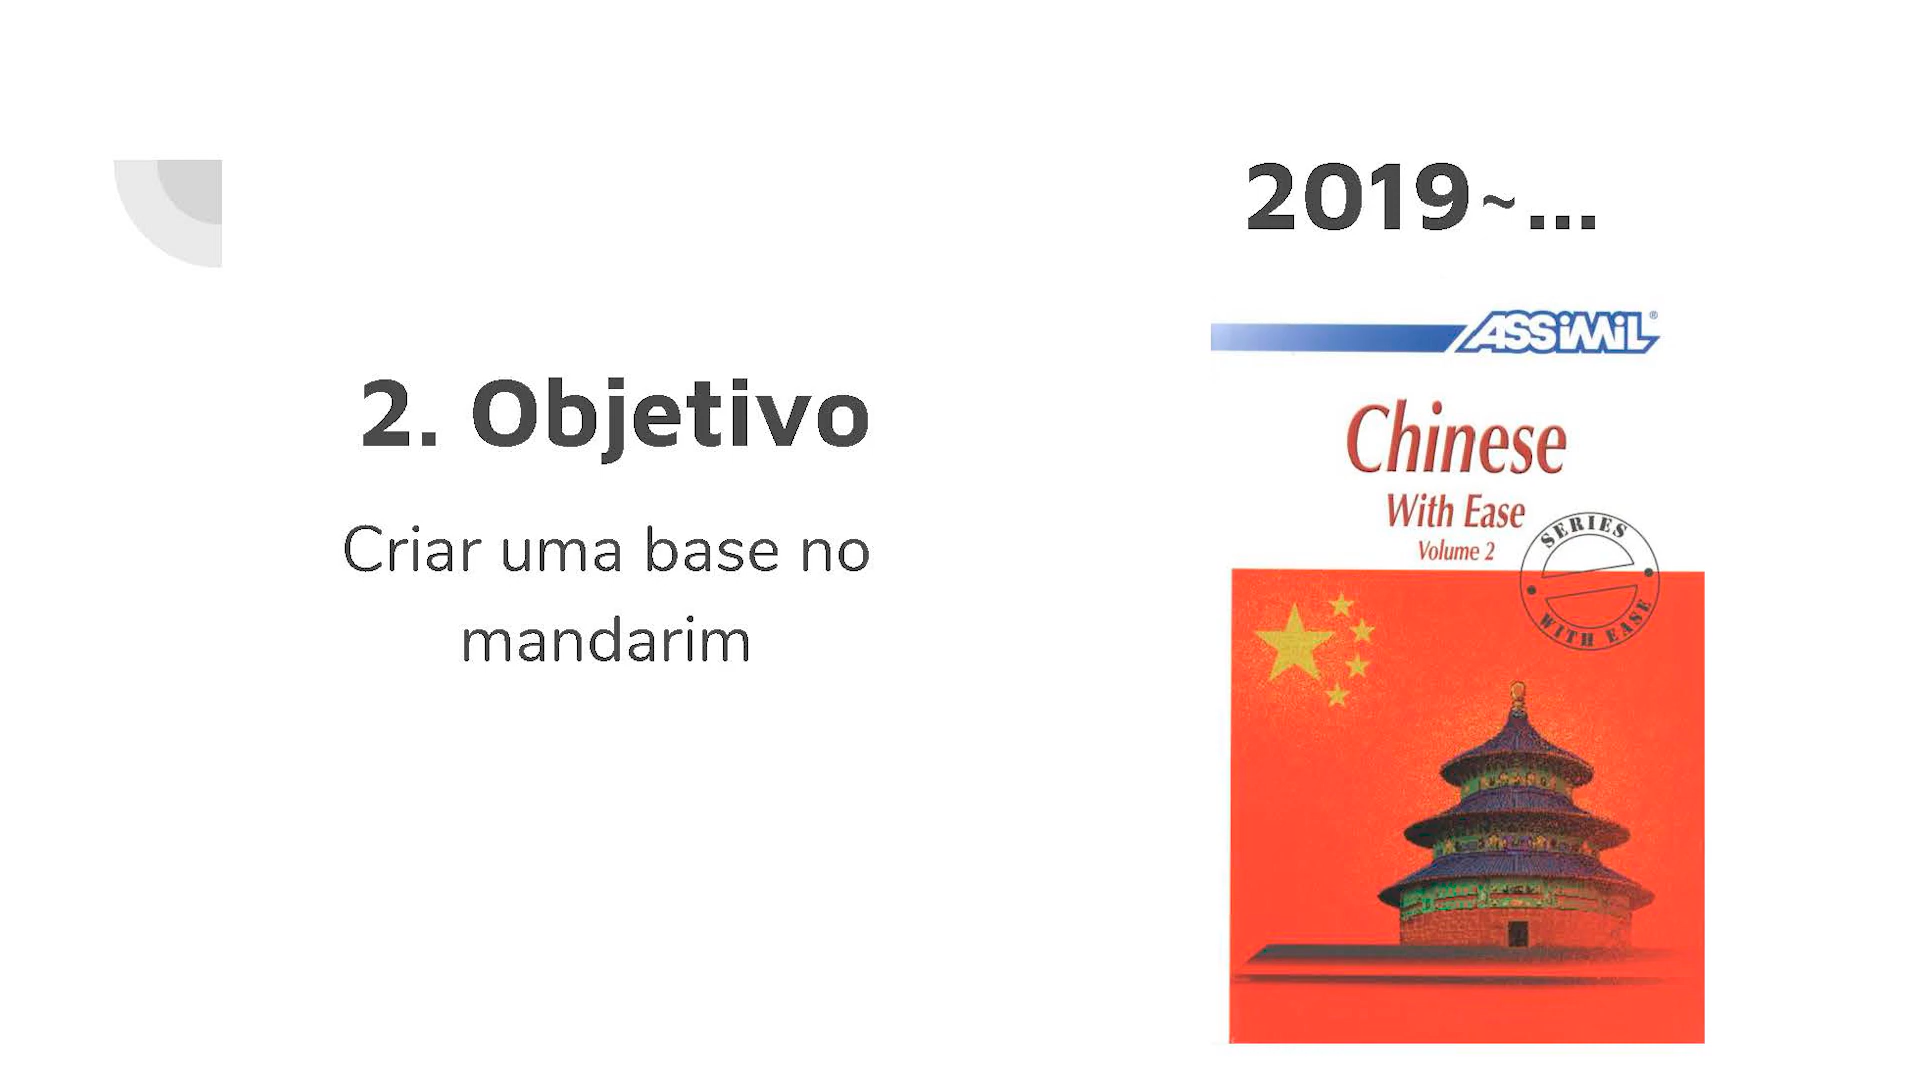 2. Objetivo
Criar uma base no
mandarim
2019~...
ASSiMiL®
Chinese
With Ease
Volume 2
SERIES
WITH EASE